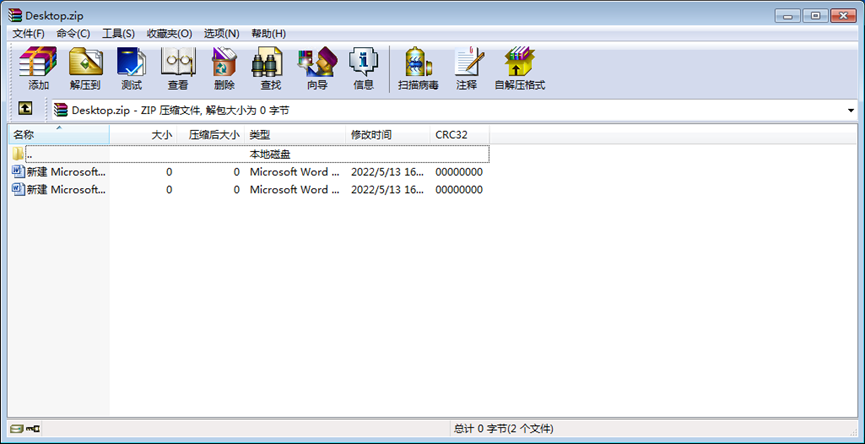 Desktop.zip
文件(F) 命令(C) 工具(S) 收藏夹(O) 选项(N) 帮助(H)
添加 解压到 测试 查看 删除 查找 向导 信息 扫描病毒 注释 自解压格式
Desktop.zip - ZIP 压缩文件, 解包大小为 0 字节
名称 大小 压缩后大小 类型 修改时间 CRC32
.. 本地磁盘
新建 Microsoft... 0 0 Microsoft Word ... 2022/5/13 16... 00000000
新建 Microsoft... 0 0 Microsoft Word ... 2022/5/13 16... 00000000
总计 0 字节(2 个文件)